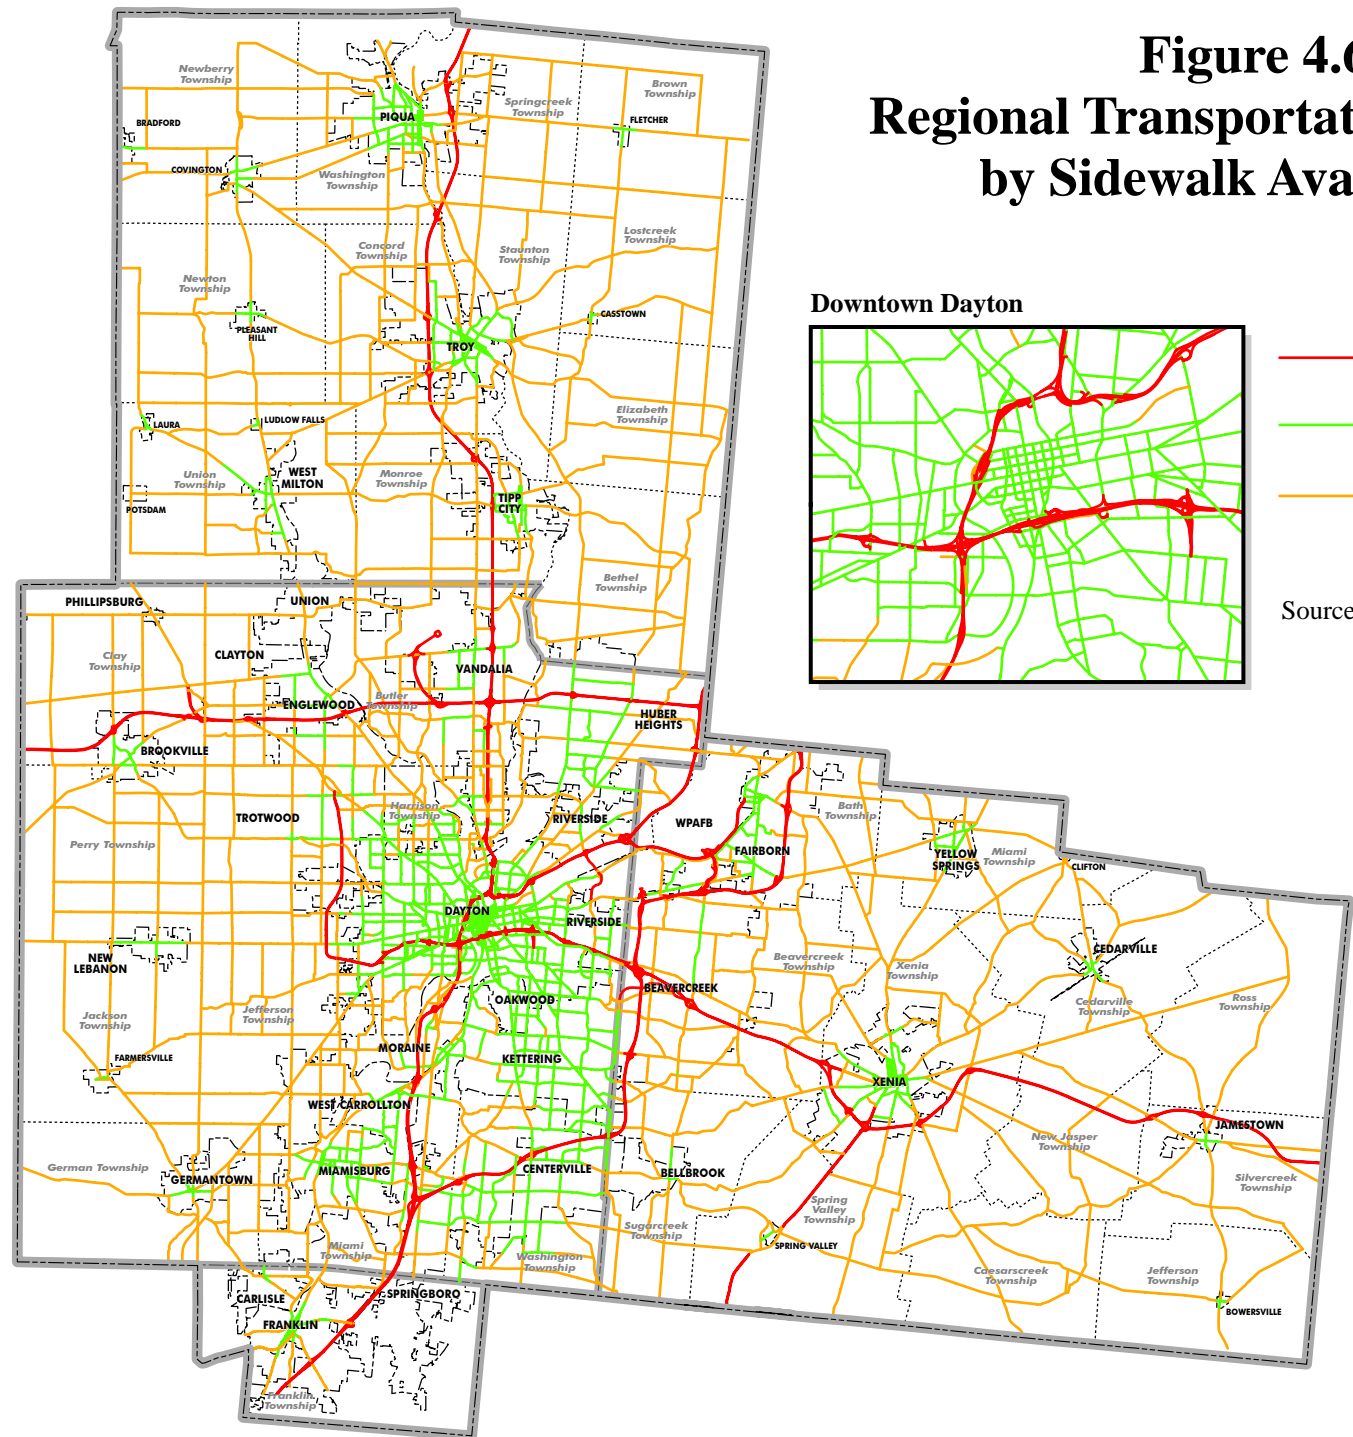 Figure 4.6
Regional Transportat
by Sidewalk Ava
Downtown Dayton
Source
Newberry
Township
Brown
Township
Springcreek
Township
FLETCHER
PIQUA
BRADFORD
COVINGTON
Washington
Township
Lostcreek
Township
Concord
Township
Staunton
Township
Newton
Township
CASSTOWN
PLEASANT
HILL
TROY
Elizabeth
Township
LAURA
LUDLOW FALLS
Union
Township
WEST
MILTON
Monroe
Township
TIPP
CITY
POTSDAM
Bethel
Township
PHILLIPSBURG
UNION
Clay
Township
CLAYTON
VANDALIA
Butler
Township
ENGLEWOOD
HUBER
HEIGHTS
BROOKVILLE
TROTWOOD
Harrison
Township
RIVERSIDE
WPAFB
Bath
Township
Perry Township
FAIRBORN
YELLOW
SPRINGS
Miami
Township
CLIFTON
DAYTON
RIVERSIDE
NEW
LEBANON
CEDARVILLE
Beavercreek
Township
Xenia
Township
BEAVERCREEK
OAKWOOD
Jackson
Township
Jefferson
Township
Cedarville
Township
Ross
Township
MORAINE
KETTERING
FARMERSVILLE
XENIA
WEST CARROLLTON
JAMESTOWN
New Jasper
Township
German Township
GERMANTOWN
MIAMISBURG
CENTERVILLE
BELLBROOK
Silvercreek
Township
Spring
Valley
Township
Sugarcreek
Township
SPRING VALLEY
Miami
Township
Washington
Township
Caesarscreek
Township
Jefferson
Township
CARLISLE
SPRINGBORO
BOWERSVILLE
FRANKLIN
Franklin
Township